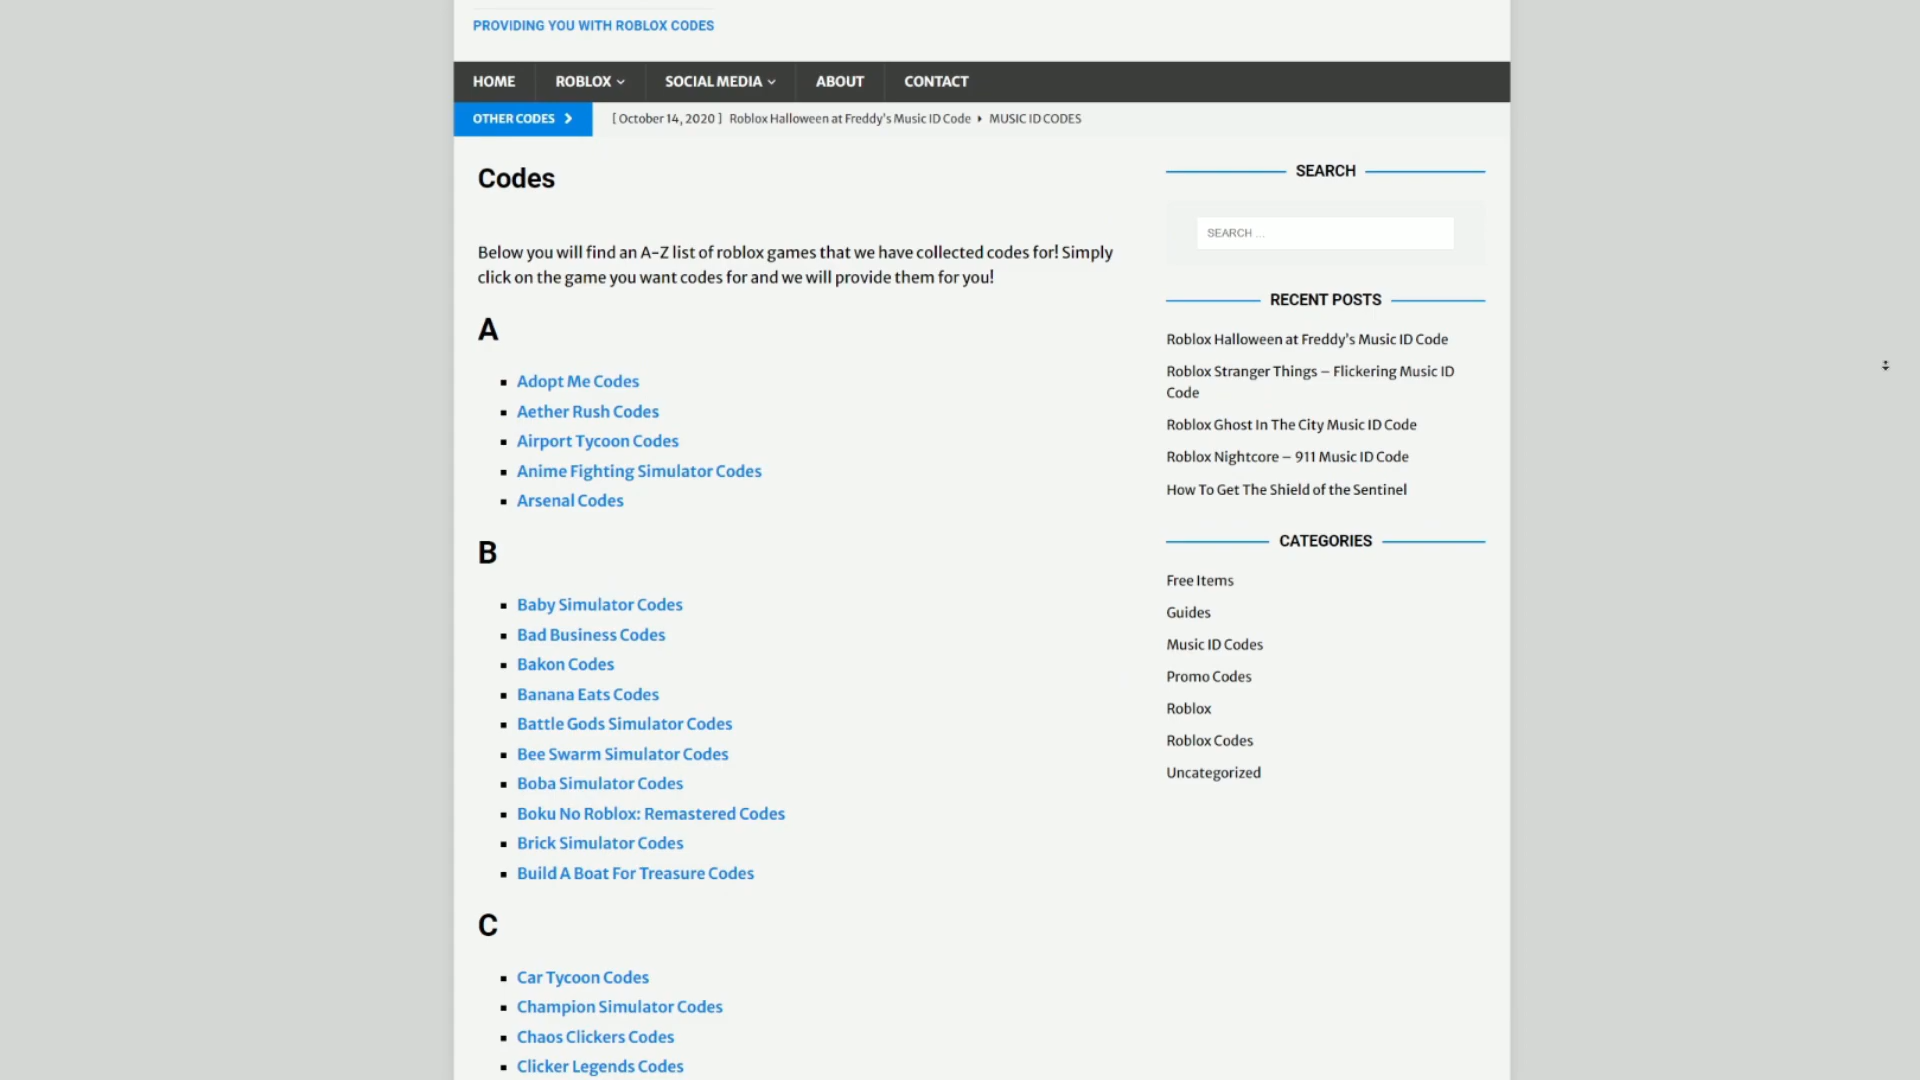 PROVIDING YOU WITH ROBLOX CODES
HOME ROBLOX SOCIAL MEDIA ABOUT CONTACT
OTHER CODES [ October 14, 2020 ] Roblox Halloween at Freddy's Music ID Code MUSIC ID CODES
Codes
Below you will find an A-Z list of roblox games that we have collected codes for! Simply
click on the game you want codes for and we will provide them for you!
A
Adopt Me Codes
Aether Rush Codes
Airport Tycoon Codes
Anime Fighting Simulator Codes
Arsenal Codes
B
Baby Simulator Codes
Bad Business Codes
Bakon Codes
Banana Eats Codes
Battle Gods Simulator Codes
Bee Swarm Simulator Codes
Boba Simulator Codes
Boku No Roblox: Remastered Codes
Brick Simulator Codes
Build A Boat For Treasure Codes
C
Car Tycoon Codes
Champion Simulator Codes
Chaos Clickers Codes
Clicker Legends Codes
SEARCH
SEARCH ...
RECENT POSTS
Roblox Halloween at Freddy's Music ID Code
Roblox Stranger Things – Flickering Music ID
Code
Roblox Ghost In The City Music ID Code
Roblox Nightcore – 911 Music ID Code
How To Get The Shield of the Sentinel
CATEGORIES
Free Items
Guides
Music ID Codes
Promo Codes
Roblox
Roblox Codes
Uncategorized